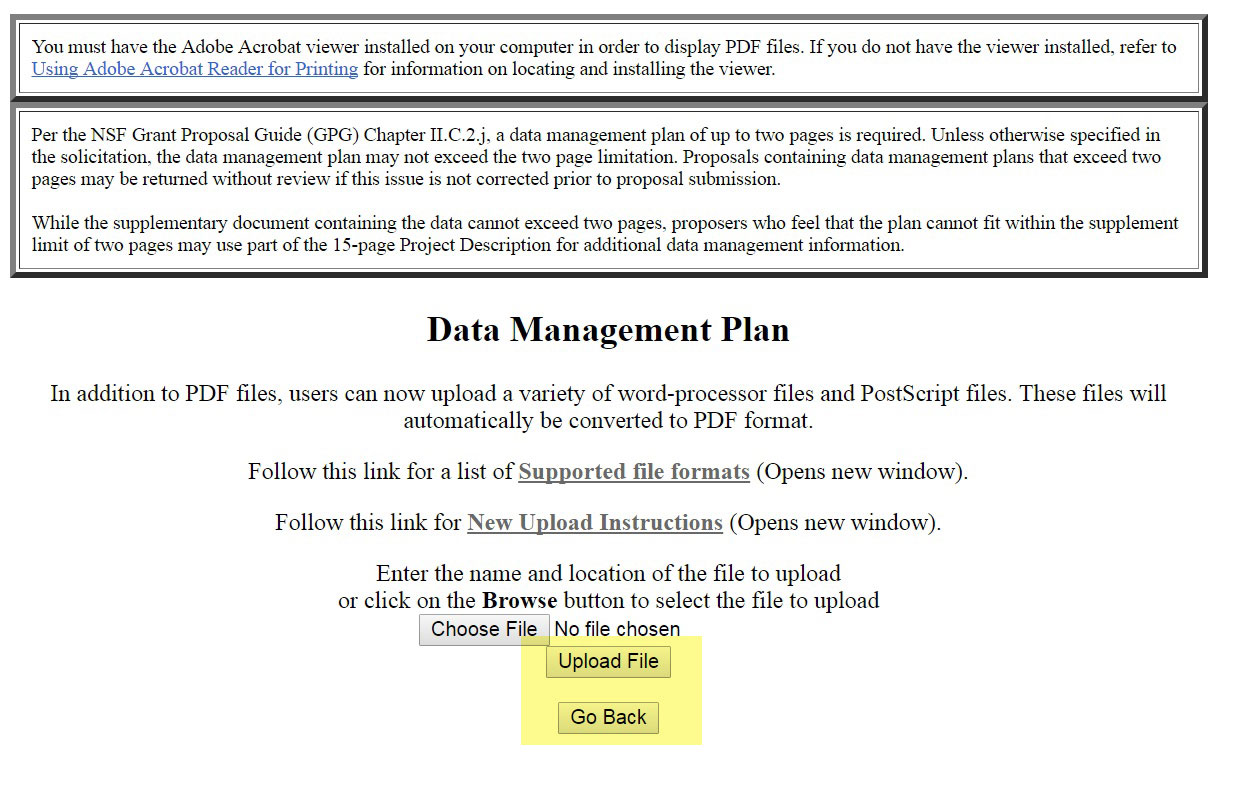 You must have the Adobe Acrobat viewer installed on your computer in order to display PDF files. If you do not have the viewer installed, refer to
Using Adobe Acrobat Reader for Printing for information on locating and installing the viewer.
Per the NSF Grant Proposal Guide (GPG) Chapter II.C.2.j, a data management plan of up to two pages is required. Unless otherwise specified in
the solicitation, the data management plan may not exceed the two page limitation. Proposals containing data management plans that exceed two
pages may be returned without review if this issue is not corrected prior to proposal submission.
While the supplementary document containing the data cannot exceed two pages, proposers who feel that the plan cannot fit within the supplement
limit of two pages may use part of the 15-page Project Description for additional data management information.
Data Management Plan
In addition to PDF files, users can now upload a variety of word-processor files and PostScript files. These files will
automatically be converted to PDF format.
Follow this link for a list of Supported file formats (Opens new window).
Follow this link for New Upload Instructions (Opens new window).
Enter the name and location of the file to upload
or click on the Browse button to select the file to upload
Choose File No file chosen
Upload File
Go Back